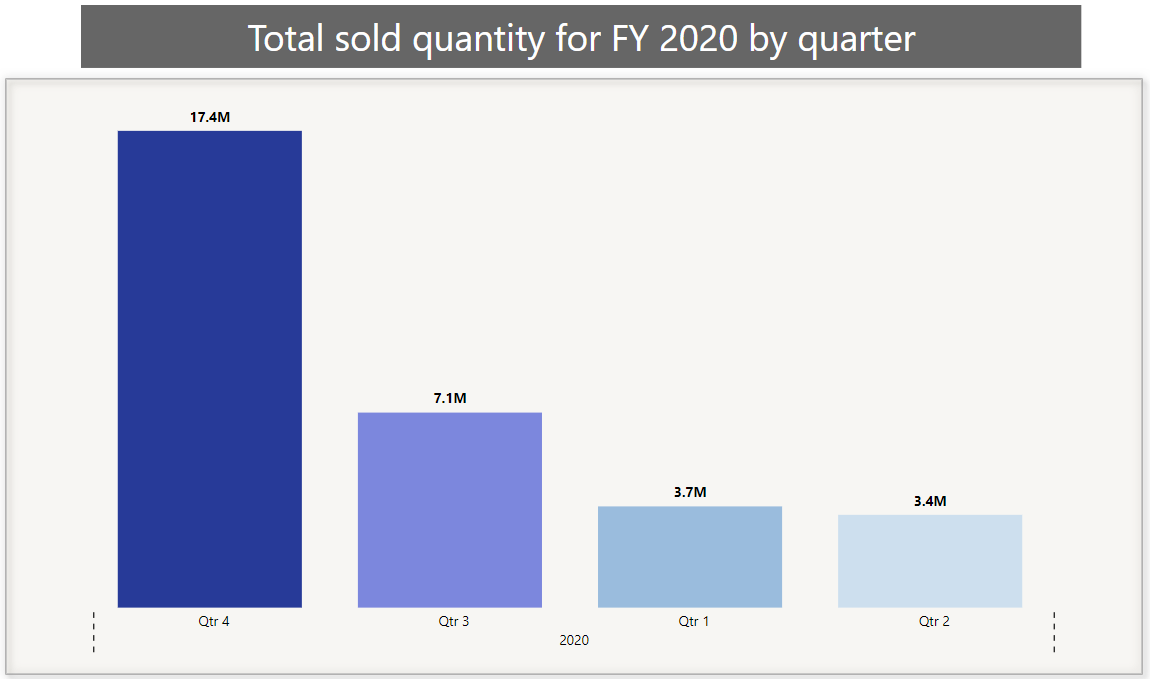 Total sold quantity for FY 2020 by quarter
17.4M
7.1M
3.7M
3.4M
Qtr 4
Qtr 3
Qtr 1
Qtr 2
2020